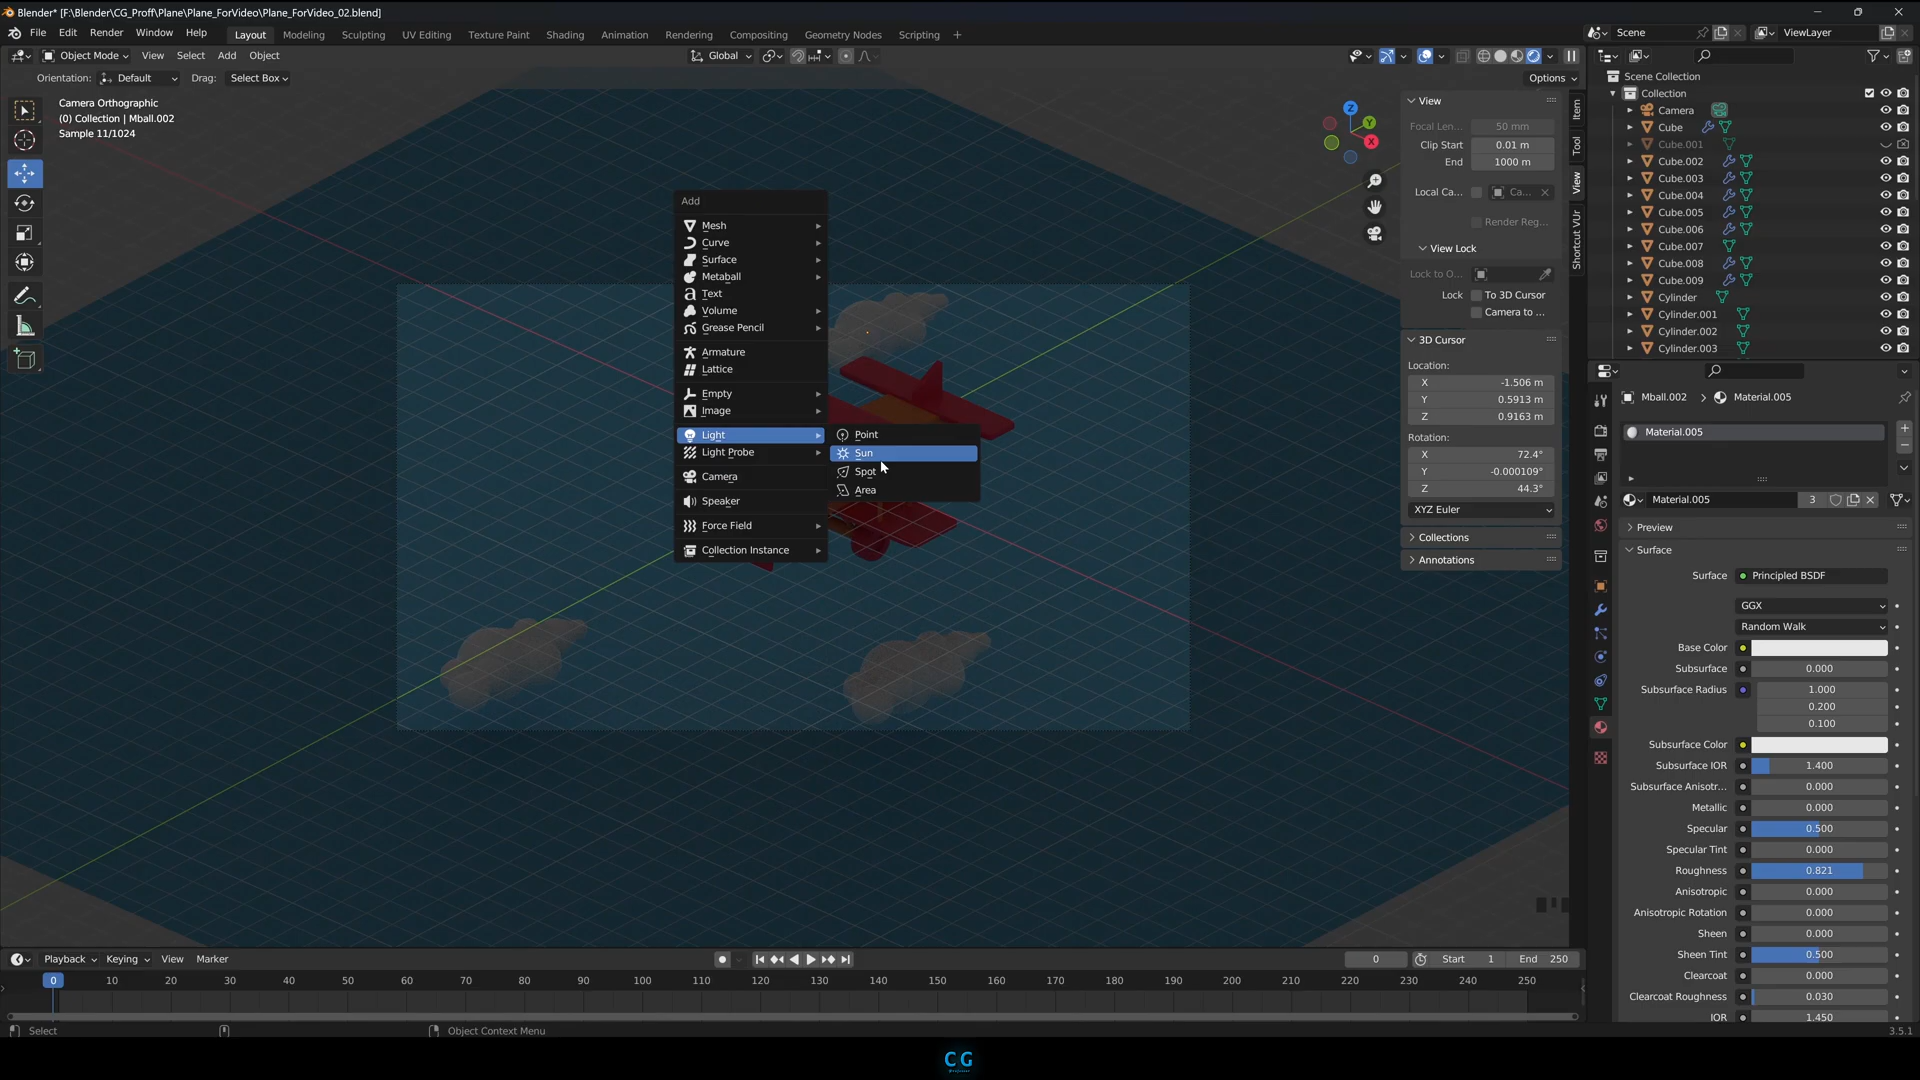 Blender* [F:\Blender\CG_Proff\Plane\Plane_ForVideo\Plane_ForVideo_02.blend]
File Edit Render Window Help Layout Modeling Sculpting UV Editing Texture Paint Shading Animation Rendering Compositing Geometry Nodes Scripting + Scene ViewLayer
Object Mode View Select Add Object Global
Orientation: Default Drag: Select Box Options
Camera Orthographic
(0) Collection | Mball.002
Sample 11/1024
Z
Y
X
Add
Mesh
Curve
Surface
Metaball
Text
Volume
Grease Pencil
Armature
Lattice
Empty
Image
Light
Light Probe
Camera
Speaker
Force Field
Collection Instance
Point
Sun
Spot
Area
View
Focal Len... 50 mm
Clip Start 0.01 m
End 1000 m
Local Ca... Ca...
Render Reg...
View Lock
Lock to O...
Lock To 3D Cursor
Camera to ...
3D Cursor
Location:
X -1.506 m
Y 0.5913 m
Z 0.9163 m
Rotation:
X 72.4°
Y -0.000109°
Z 44.3°
XYZ Euler
Collections
Annotations
Item
Tool
View
Shortcut VUr
Scene Collection
Collection
Camera
Cube
Cube.001
Cube.002
Cube.003
Cube.004
Cube.005
Cube.006
Cube.007
Cube.008
Cube.009
Cylinder
Cylinder.001
Cylinder.002
Cylinder.003
Mball.002 Material.005
Material.005
Material.005 3
Preview
Surface
Surface Principled BSDF
GGX
Random Walk
Base Color
Subsurface 0.000
Subsurface Radius 1.000
0.200
0.100
Subsurface Color
Subsurface IOR 1.400
Subsurface Anisotr... 0.000
Metallic 0.000
Specular 0.500
Specular Tint 0.000
Roughness 0.821
Anisotropic 0.000
Anisotropic Rotation 0.000
Sheen 0.000
Sheen Tint 0.500
Clearcoat 0.000
Clearcoat Roughness 0.030
IOR 1.450
Playback Keying View Marker 0 Start 1 End 250
0 10 20 30 40 50 60 70 80 90 100 110 120 130 140 150 160 170 180 190 200 210 220 230 240 250
Select Object Context Menu 3.5.1
CG